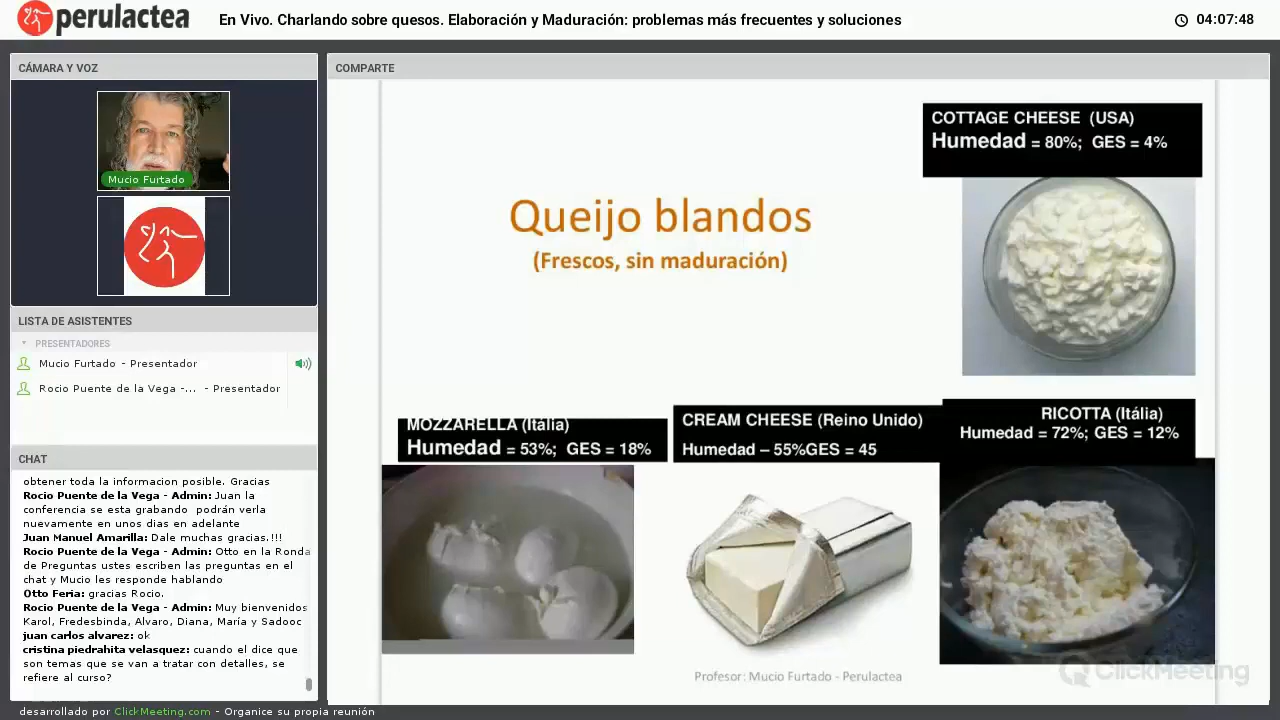 perulactea
En Vivo. Charlando sobre quesos. Elaboración y Maduración: problemas más frecuentes y soluciones
04:07:48
CÁMARA Y VOZ
Mucio Furtado
LISTA DE ASISTENTES
PRESENTADORES
Mucio Furtado - Presentador
Rocio Puente de la Vega -... - Presentador
CHAT
obtener toda la informacion posible. Gracias
Rocio Puente de la Vega - Admin: Juan la
conferencia se esta grabando podrán verla
nuevamente en unos dias en adelante
Juan Manuel Amarilla: Dale muchas gracias.!!!
Rocio Puente de la Vega - Admin: Otto en la Ronda
de Preguntas ustes escriben las preguntas en el
chat y Mucio les responde hablando
Otto Feria: gracias Rocio.
Rocio Puente de la Vega - Admin: Muy bienvenidos
Karol, Fredesbinda, Alvaro, Diana, María y Sadooc
juan carlos alvarez: ok
cristina piedrahita velasquez: cuando el dice que
son temas que se van a tratar con detalles, se
refiere al curso?
COMPARTE
COTTAGE CHEESE (USA)
Humedad = 80%; GES = 4%
Queijo blandos
(Frescos, sin maduración)
MOZZARELLA (Itália)
Humedad = 53%; GES = 18%
CREAM CHEESE (Reino Unido)
Humedad – 55%GES = 45
RICOTTA (Itália)
Humedad = 72%; GES = 12%
Profesor: Mucio Furtado - Perulactea
ClickMeeting
desarrollado por ClickMeeting.com - Organice su propia reunión